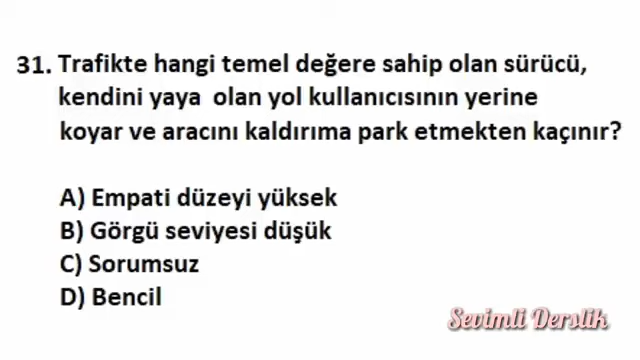 31. Trafikte hangi temel değere sahip olan sürücü,
kendini yaya olan yol kullanıcısının yerine
koyar ve aracını kaldırıma park etmekten kaçınır?
A) Empati düzeyi yüksek
B) Görgü seviyesi düşük
C) Sorumsuz
D) Bencil
Sevimli Derslik